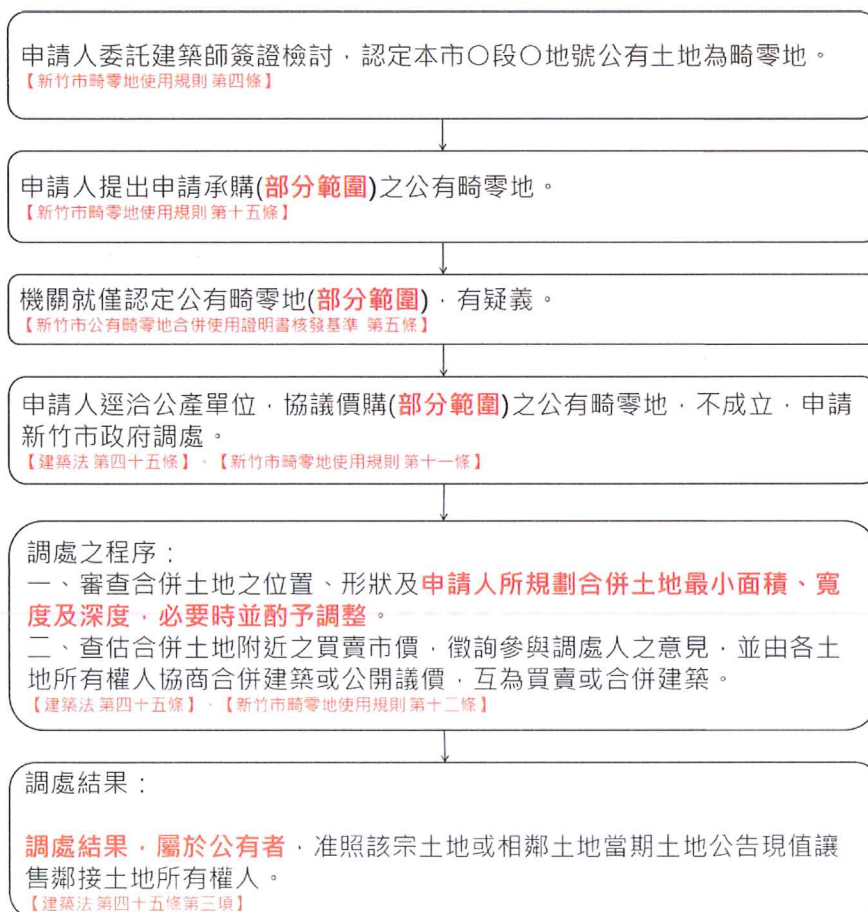 申請人委託建築師簽證檢討，認定本市○段○地號公有土地為畸零地。
【新竹市畸零地使用規則 第四條】
申請人提出申請承購(部分範圍)之公有畸零地。
【新竹市畸零地使用規則 第十五條】
機關就僅認定公有畸零地(部分範圍)，有疑義。
【新竹市公有畸零地合併使用證明書核發基準 第五條】
申請人逕洽公產單位，協議價購(部分範圍)之公有畸零地，不成立，申請
新竹市政府調處。
【建築法 第四十五條】、【新竹市畸零地使用規則 第十一條】
調處之程序：
一、審查合併土地之位置、形狀及申請人所規劃合併土地最小面積、寬
度及深度，必要時並酌予調整。
二、查估合併土地附近之買賣市價，徵詢參與調處人之意見，並由各土
地所有權人協商合併建築或公開議價，互為買賣或合併建築。
【建築法 第四十五條】、【新竹市畸零地使用規則 第十二條】
調處結果：
調處結果，屬於公有者，准照該宗土地或相鄰土地當期土地公告現值讓
售鄰接土地所有權人。
【建築法 第四十五條第三項】